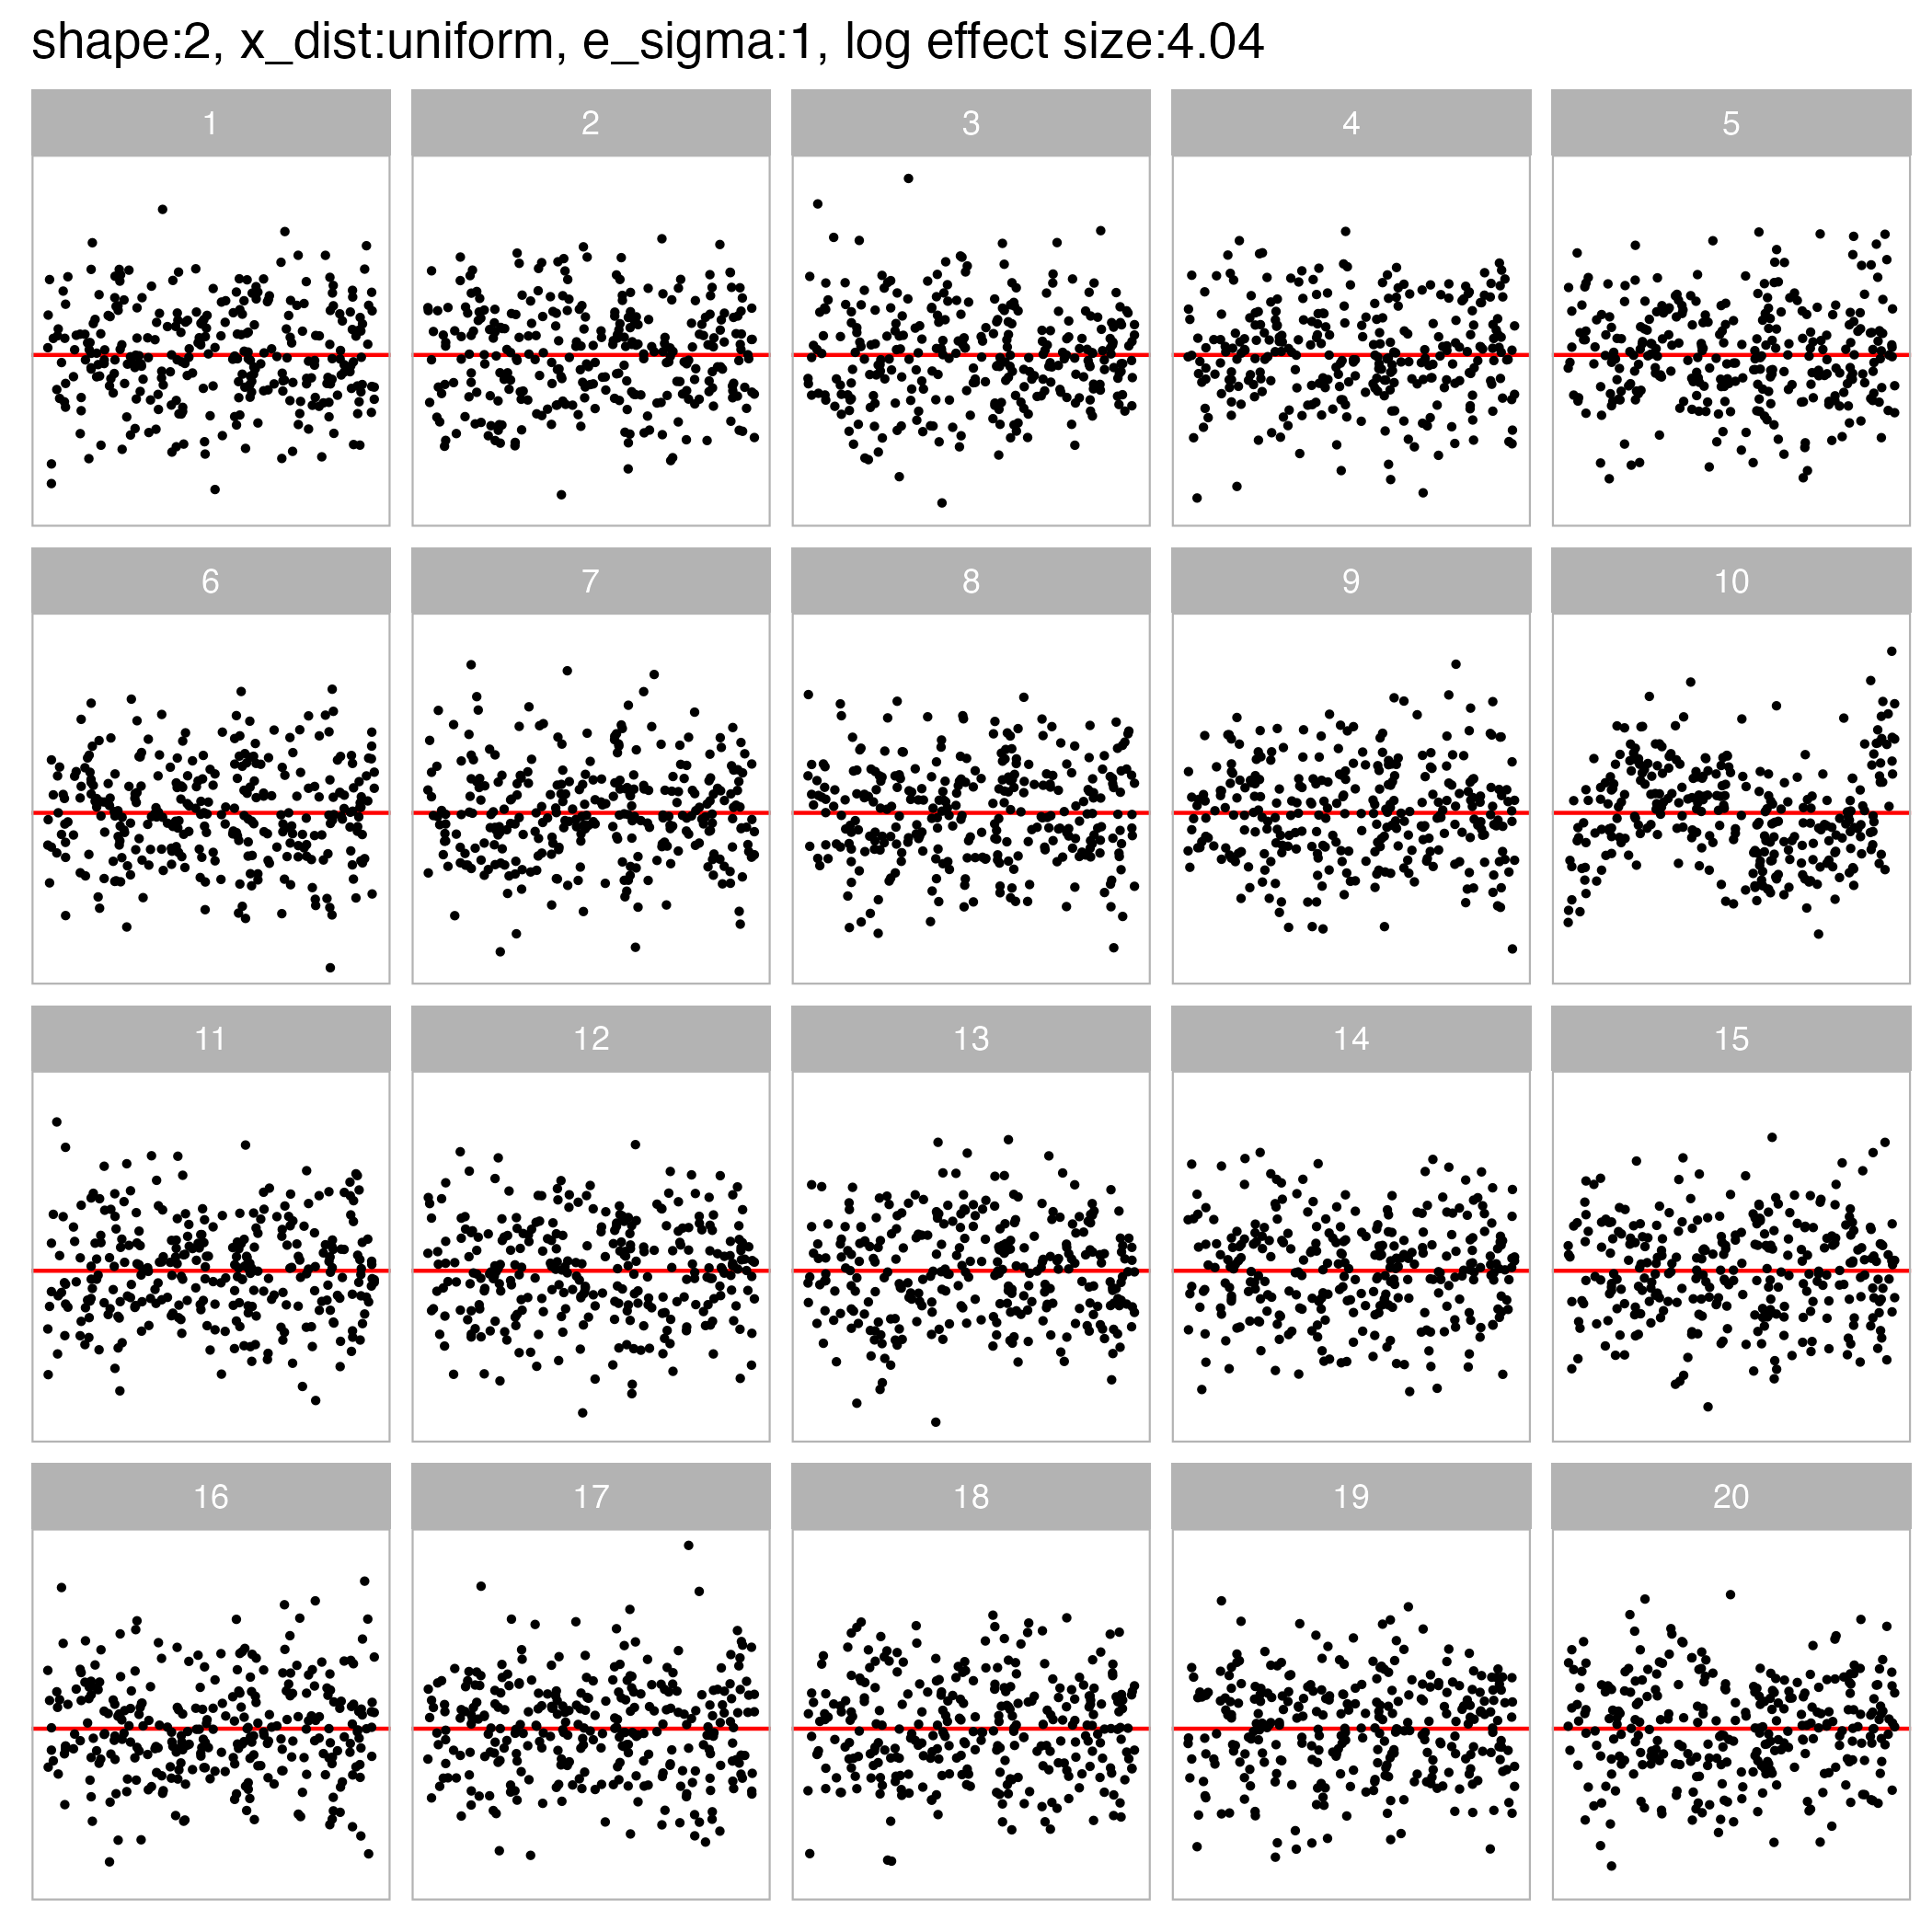 shape:2, x_dist:uniform, e_sigma:1, log effect size:4.04
1 2 3 4 5
6 7 8 9 10
11 12 13 14 15
16 17 18 19 20